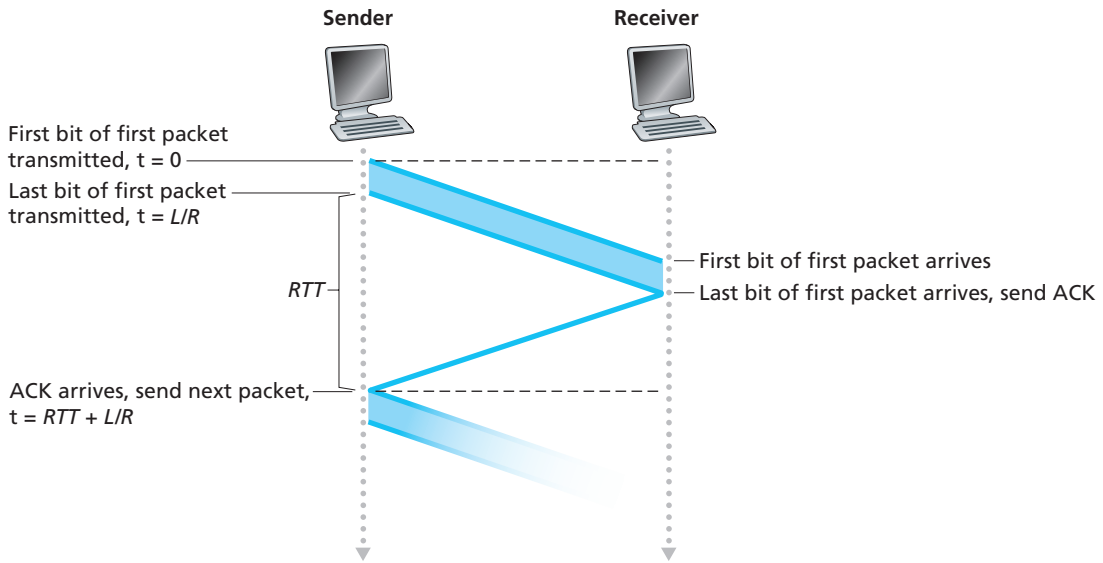 Sender
Receiver
First bit of first packet
transmitted, t = 0
Last bit of first packet
transmitted, t = L/R
RTT
First bit of first packet arrives
Last bit of first packet arrives, send ACK
ACK arrives, send next packet,
t = RTT + L/R